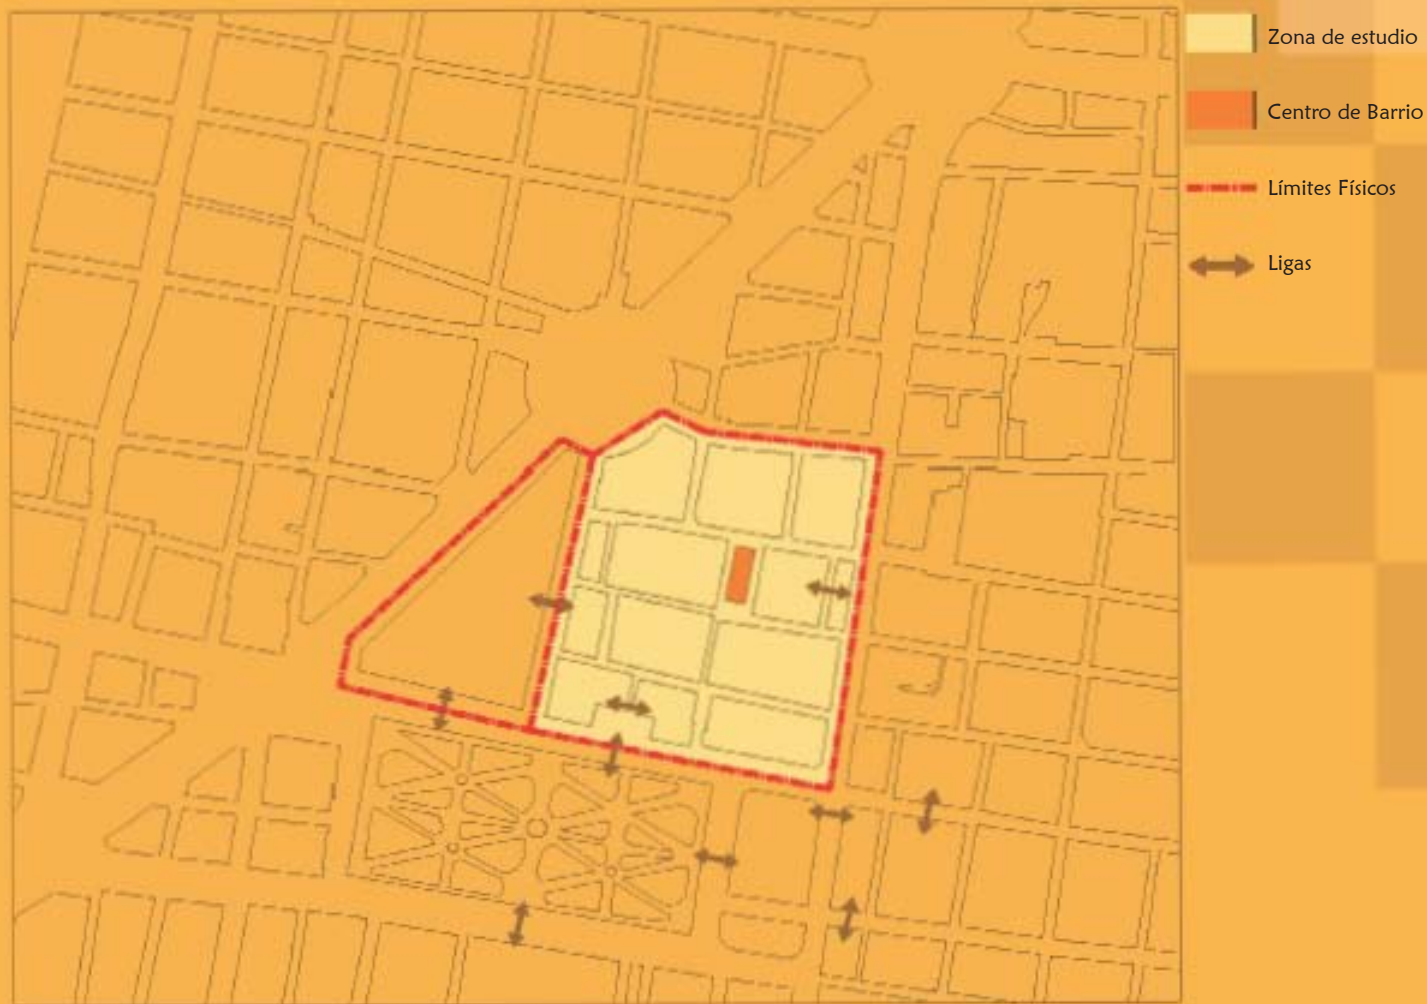 Zona de estudio
Centro de Barrio
Límites Físicos
Ligas